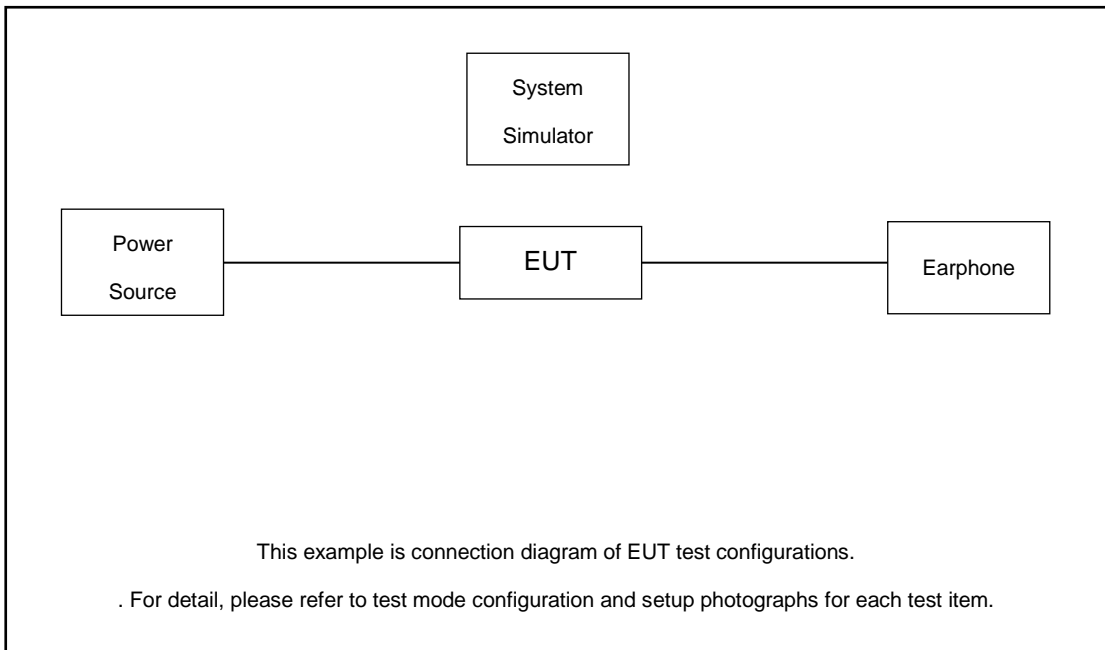 System
Simulator
Power
Source
EUT
Earphone
This example is connection diagram of EUT test configurations.
. For detail, please refer to test mode configuration and setup photographs for each test item.